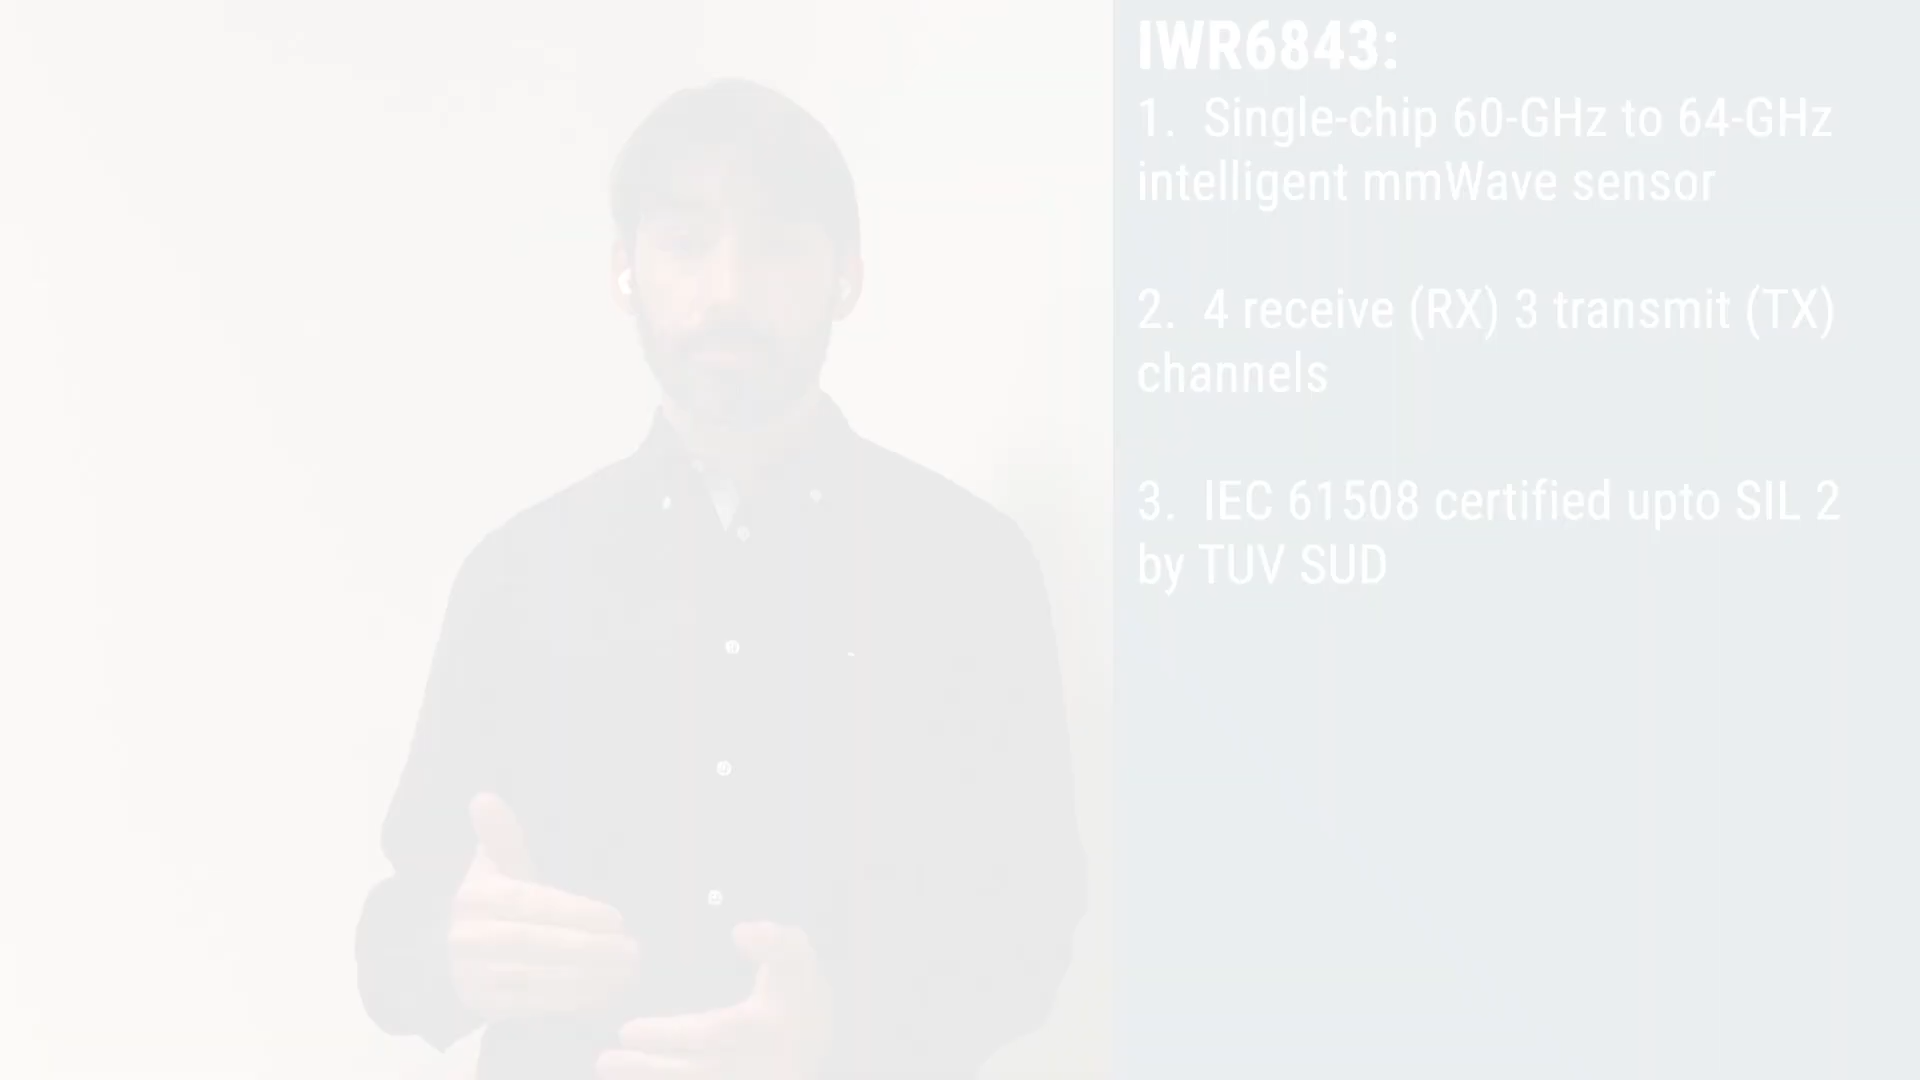 IWR6843:
1. Single-chip 60-GHz to 64-GHz
intelligent mmWave sensor
2. 4 receive (RX) 3 transmit (TX)
channels
3. IEC 61508 certified upto SIL 2
by TUV SUD